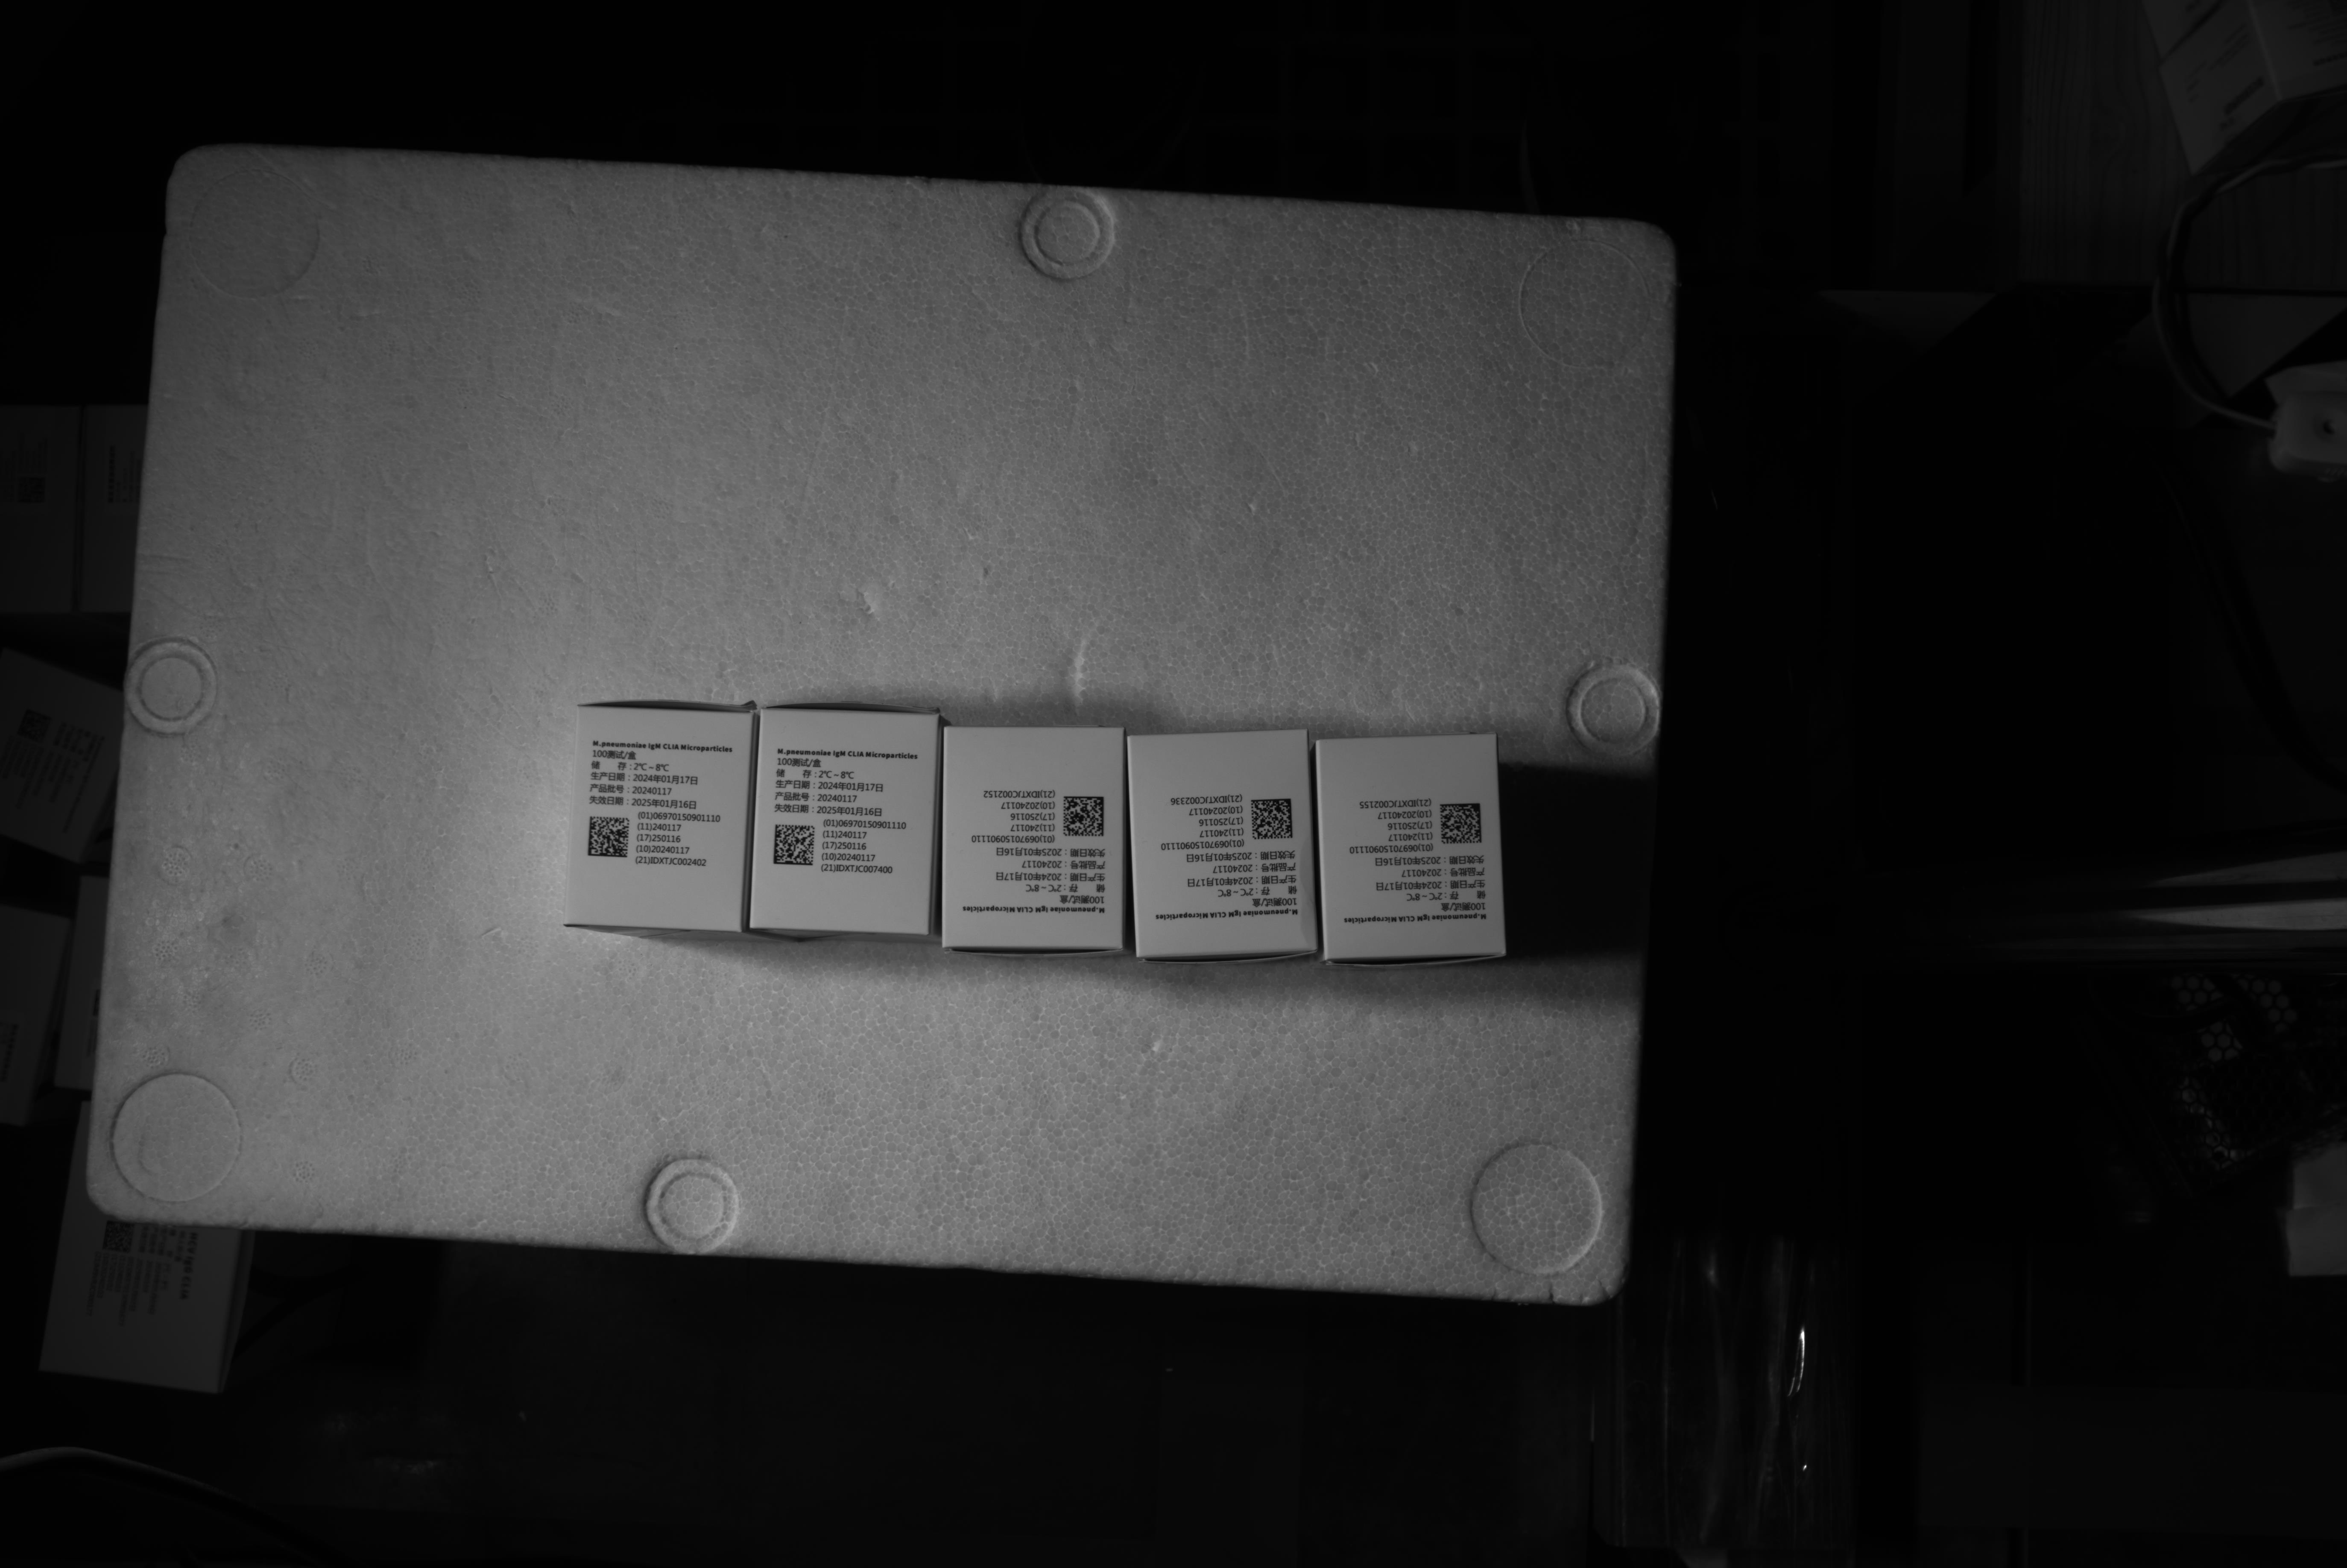 M.pneumoniae IgM CLIA Microparticles
100测试/盒
储 存：2℃~8℃
生产日期：2024年01月17日
产品批号：20240117
失效日期：2025年01月16日
(01)06970150901110
(11)240117
(17)250116
(10)20240117
(21)IDXTJC002402
M.pneumoniae IgM CLIA Microparticles
100测试/盒
储 存：2℃~8℃
生产日期：2024年01月17日
产品批号：20240117
失效日期：2025年01月16日
(01)06970150901110
(11)240117
(17)250116
(10)20240117
(21)IDXTJC007400
M.pneumoniae IgM CLIA Microparticles
100测试/盒
储 存：2℃~8℃
生产日期：2024年01月17日
产品批号：20240117
失效日期：2025年01月16日
(01)06970150901110
(11)240117
(17)250116
(10)20240117
(21)IDXTJC002152
M.pneumoniae IgM CLIA Microparticles
100测试/盒
储 存：2℃~8℃
生产日期：2024年01月17日
产品批号：20240117
失效日期：2025年01月16日
(01)06970150901110
(11)240117
(17)250116
(10)20240117
(21)IDXTJC002336
M.pneumoniae IgM CLIA Microparticles
100测试/盒
储 存：2℃~8℃
生产日期：2024年01月17日
产品批号：20240117
失效日期：2025年01月16日
(01)06970150901110
(11)240117
(17)250116
(10)20240117
(21)IDXTJC002155